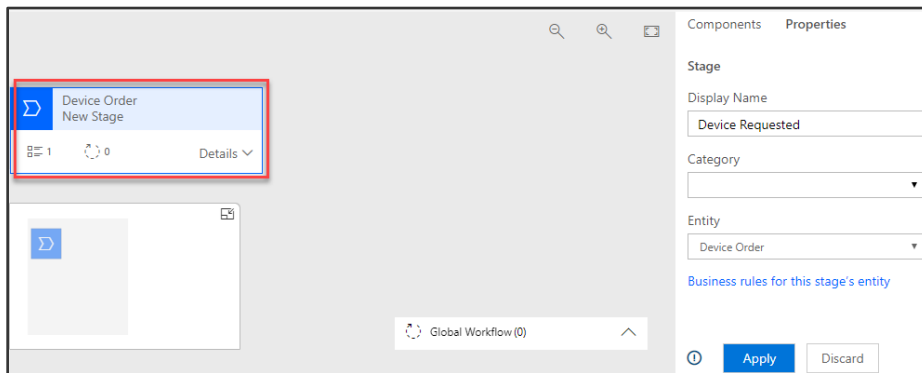 Device Order
New Stage
1
0
Details
Global Workflow (0)
Components Properties
Stage
Display Name
Device Requested
Category
Entity
Device Order
Business rules for this stage's entity
Apply Discard